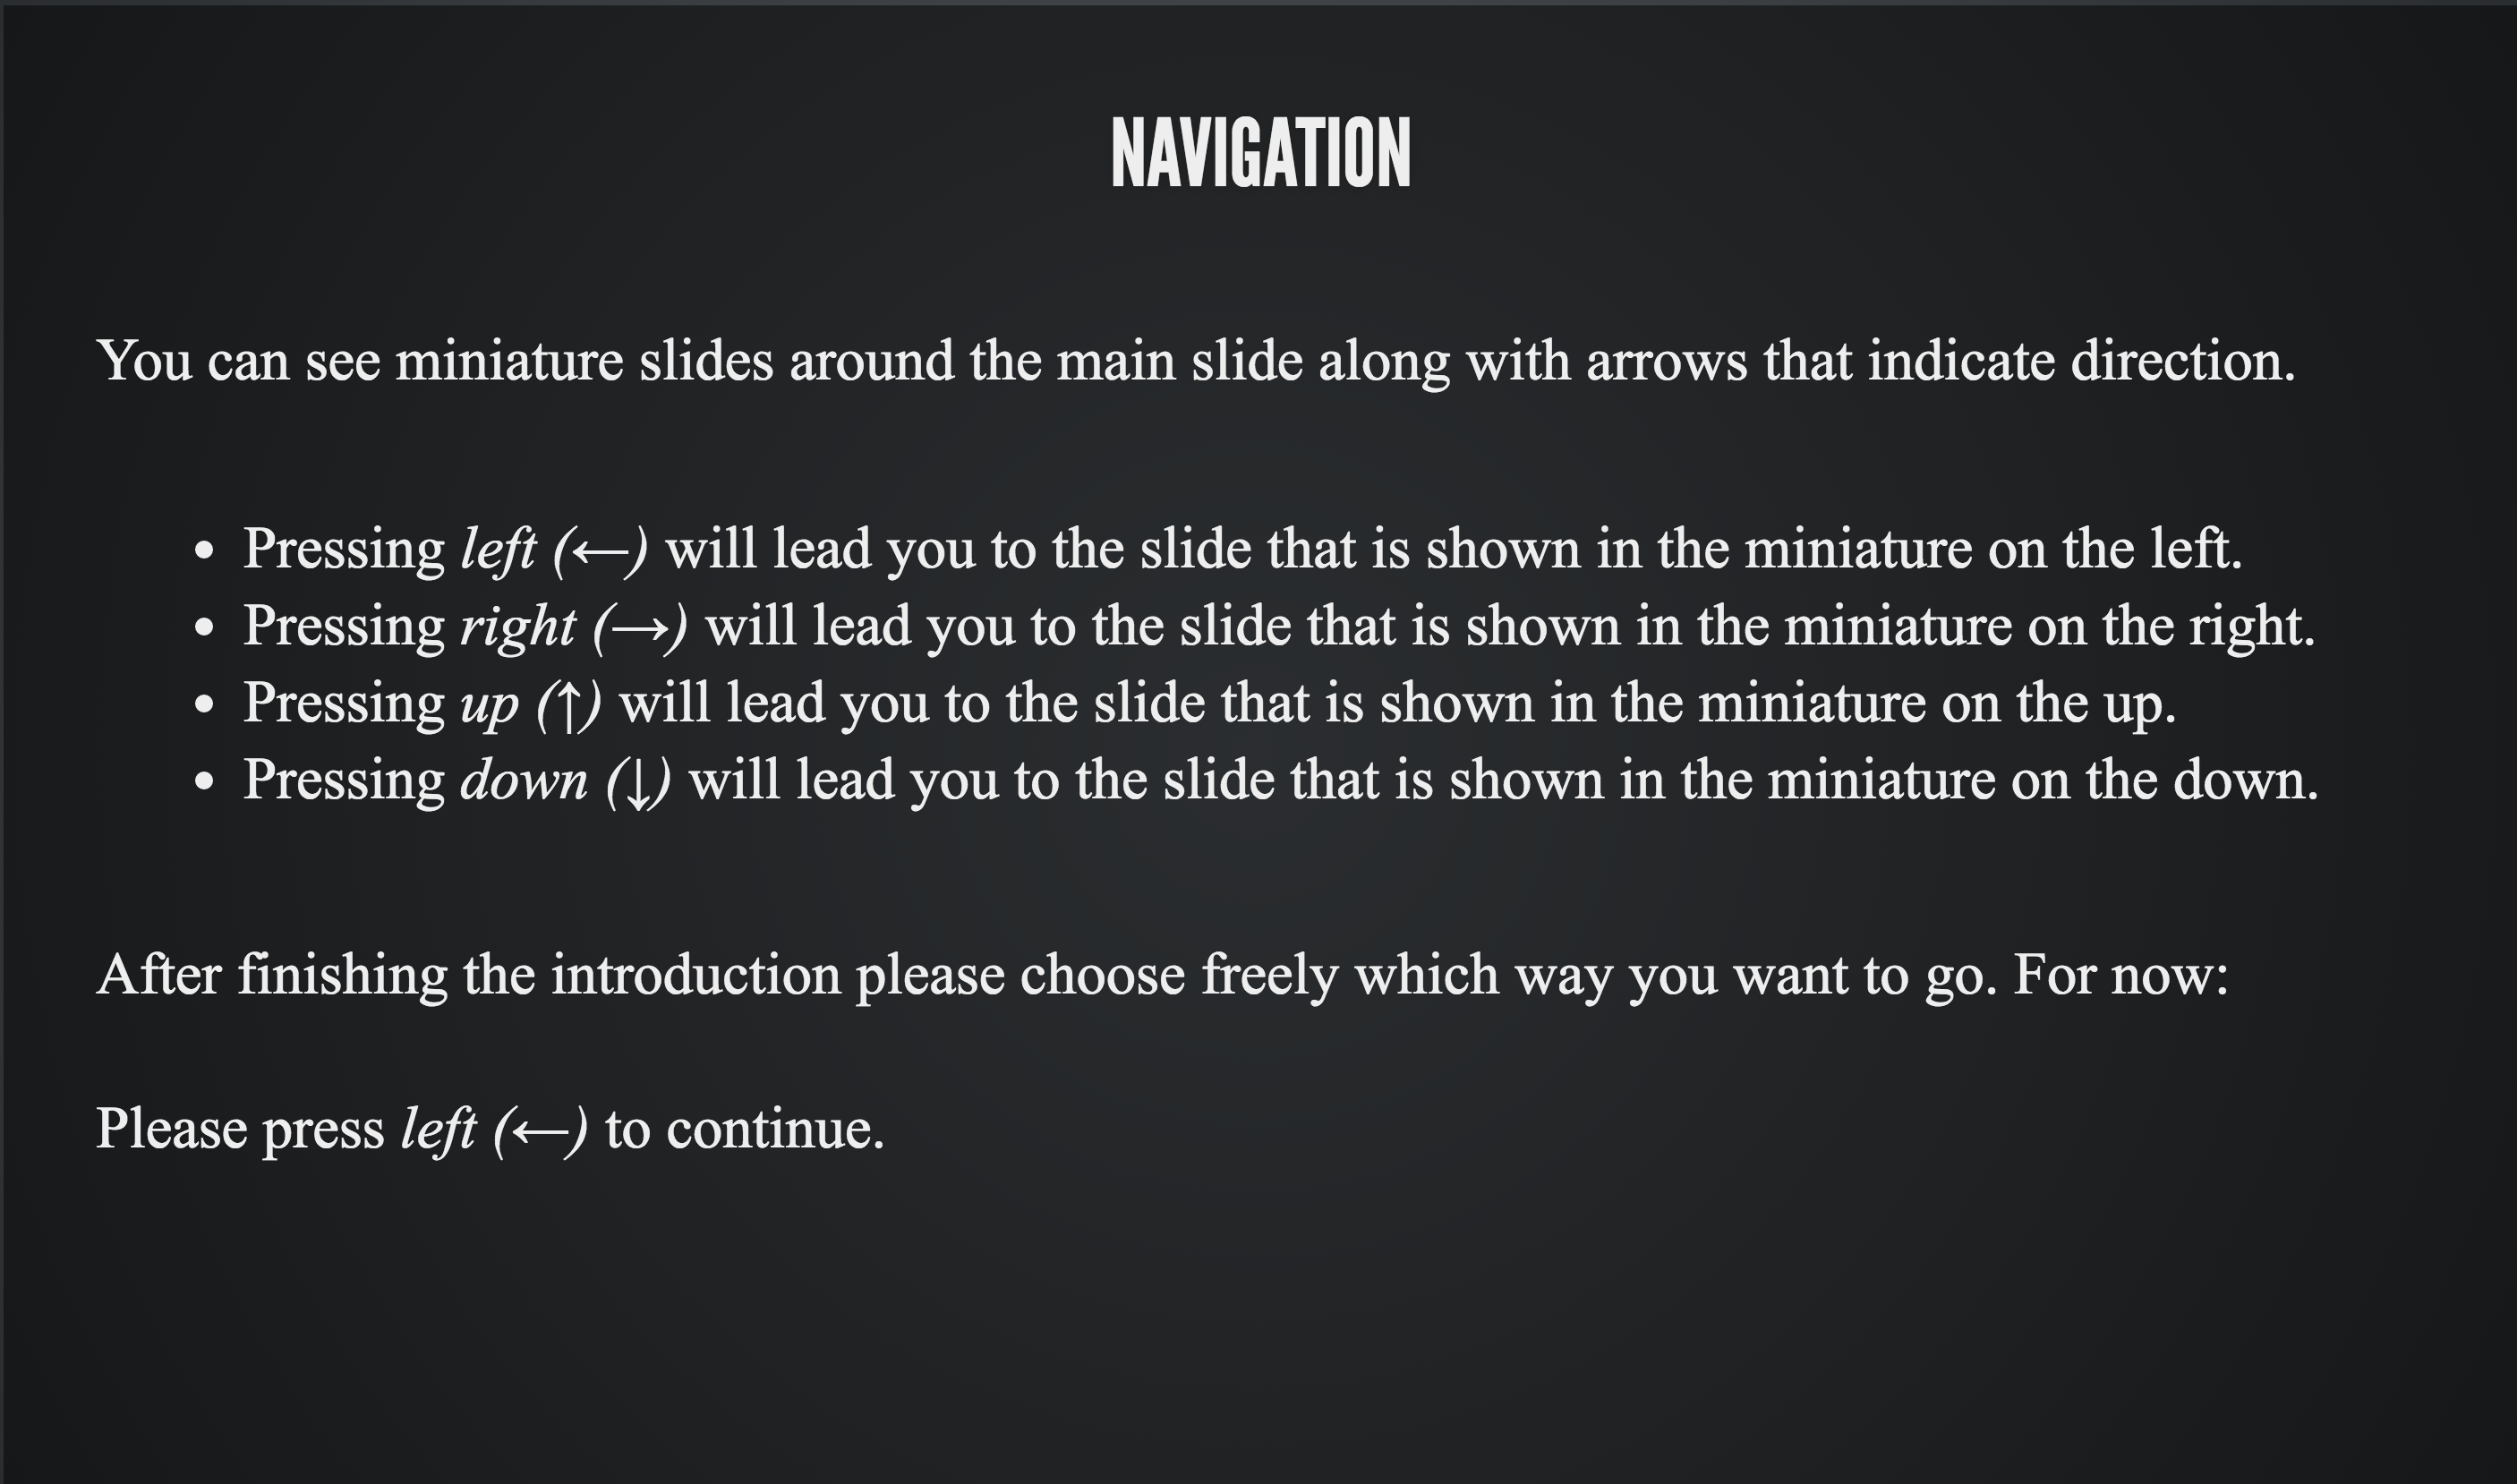 NAVIGATION
You can see miniature slides around the main slide along with arrows that indicate direction.
• Pressing left (←) will lead you to the slide that is shown in the miniature on the left.
• Pressing right (→) will lead you to the slide that is shown in the miniature on the right.
• Pressing up (↑) will lead you to the slide that is shown in the miniature on the up.
• Pressing down (↓) will lead you to the slide that is shown in the miniature on the down.
After finishing the introduction please choose freely which way you want to go. For now:
Please press left (←) to continue.